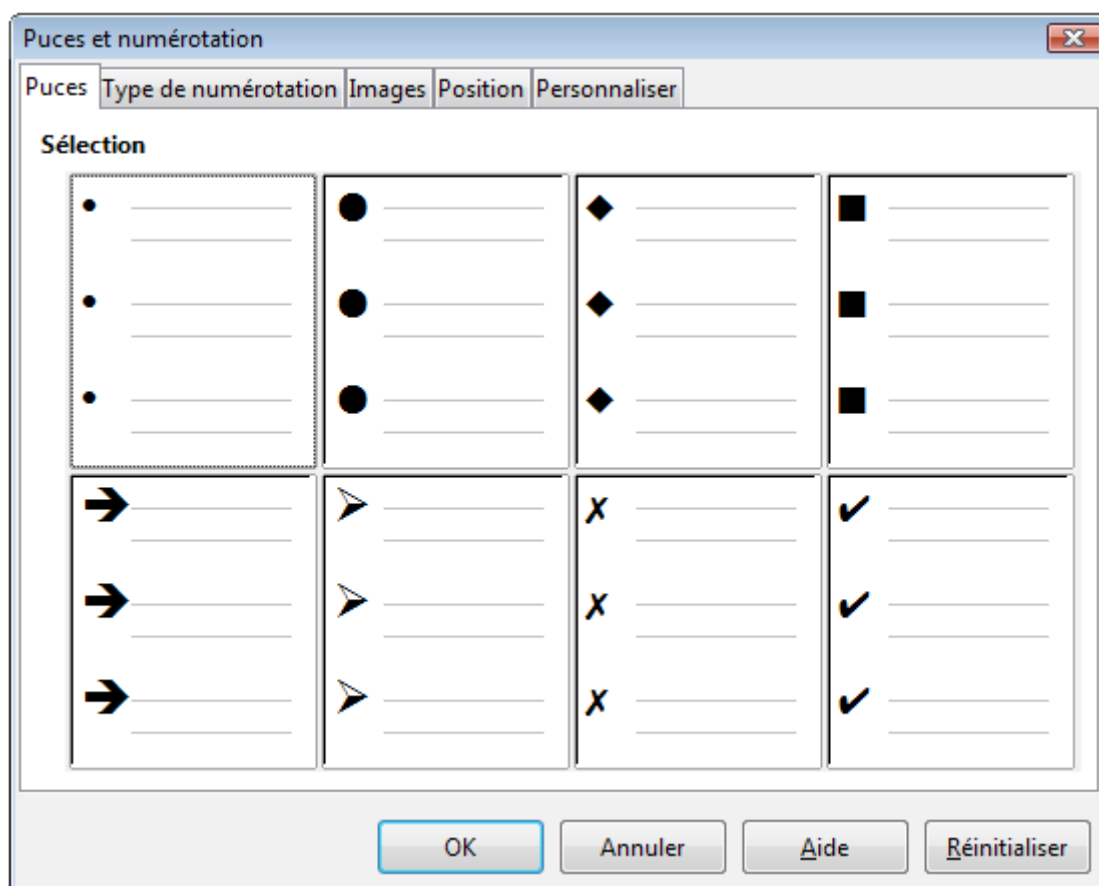 Puces et numérotation
Puces Type de numérotation Images Position Personnaliser
Sélection
OK Annuler Aide Réinitialiser